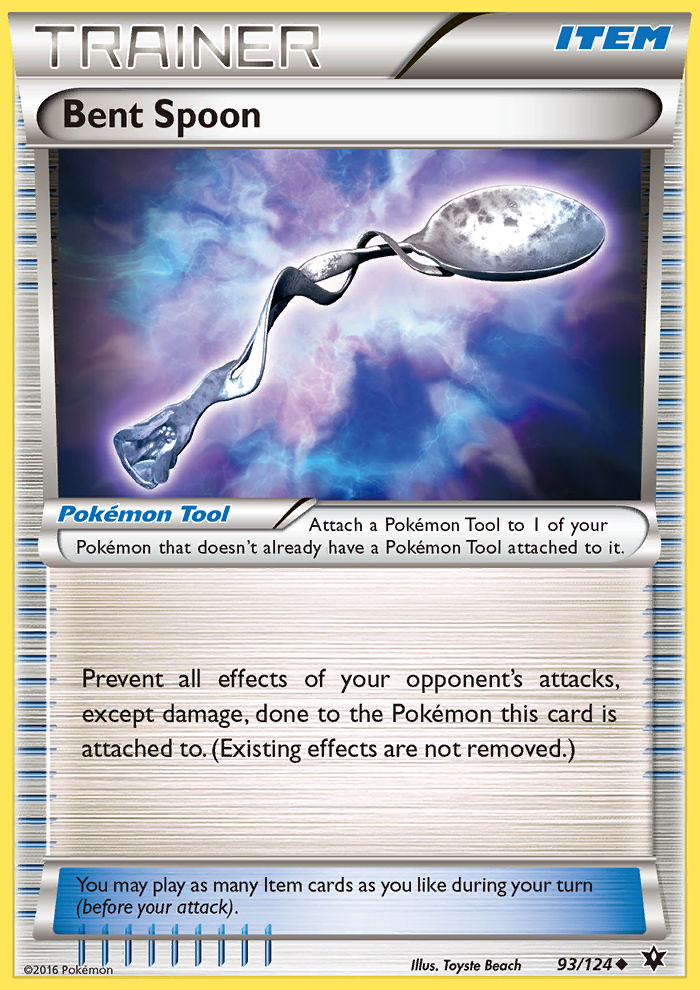 TRAINER
ITEM
Bent Spoon
Pokémon Tool
Attach a Pokémon Tool to 1 of your
Pokémon that doesn't already have a Pokémon Tool attached to it.
Prevent all effects of your opponent's attacks,
except damage, done to the Pokémon this card is
attached to. (Existing effects are not removed.)
You may play as many Item cards as you like during your turn
(before your attack).
©2016 Pokémon
Illus. Toyste Beach
93/124